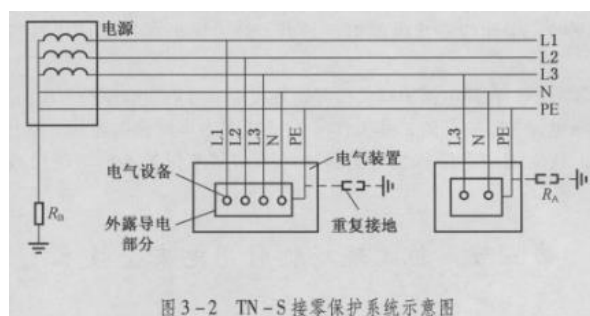 电源
L1
L2
L3
N
PE
L1
L2
L3
N
PE
L3
N
PE
电气设备
电气装置
外露导电
部分
重复接地
R_B
R_A
图3-2 TN-S接零保护系统示意图